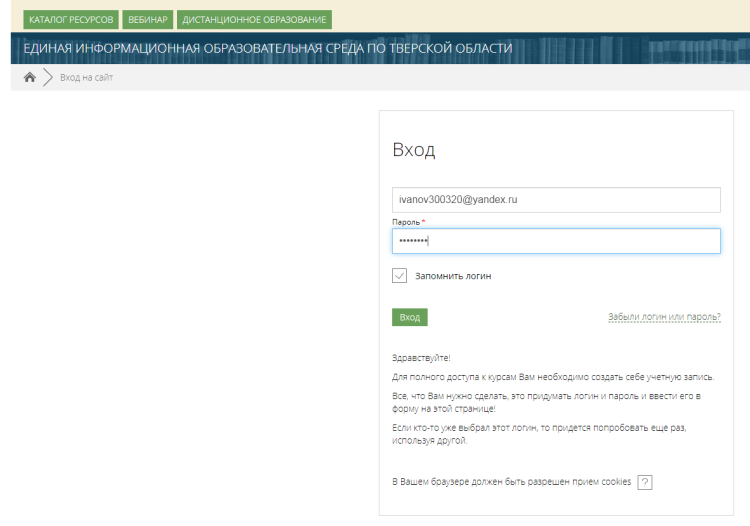 КАТАЛОГ РЕСУРСОВ ВЕБИНАР ДИСТАНЦИОННОЕ ОБРАЗОВАНИЕ
ЕДИНАЯ ИНФОРМАЦИОННАЯ ОБРАЗОВАТЕЛЬНАЯ СРЕДА ПО ТВЕРСКОЙ ОБЛАСТИ
Вход на сайт
Вход
ivanov300320@yandex.ru
Пароль *
••••••••
Запомнить логин
Вход Забыли логин или пароль?
Здравствуйте!
Для полного доступа к курсам Вам необходимо создать себе учетную запись.
Все, что Вам нужно сделать, это придумать логин и пароль и ввести его в
форму на этой странице!
Если кто-то уже выбрал этот логин, то придется попробовать еще раз,
используя другой.
В Вашем браузере должен быть разрешен прием cookies ?